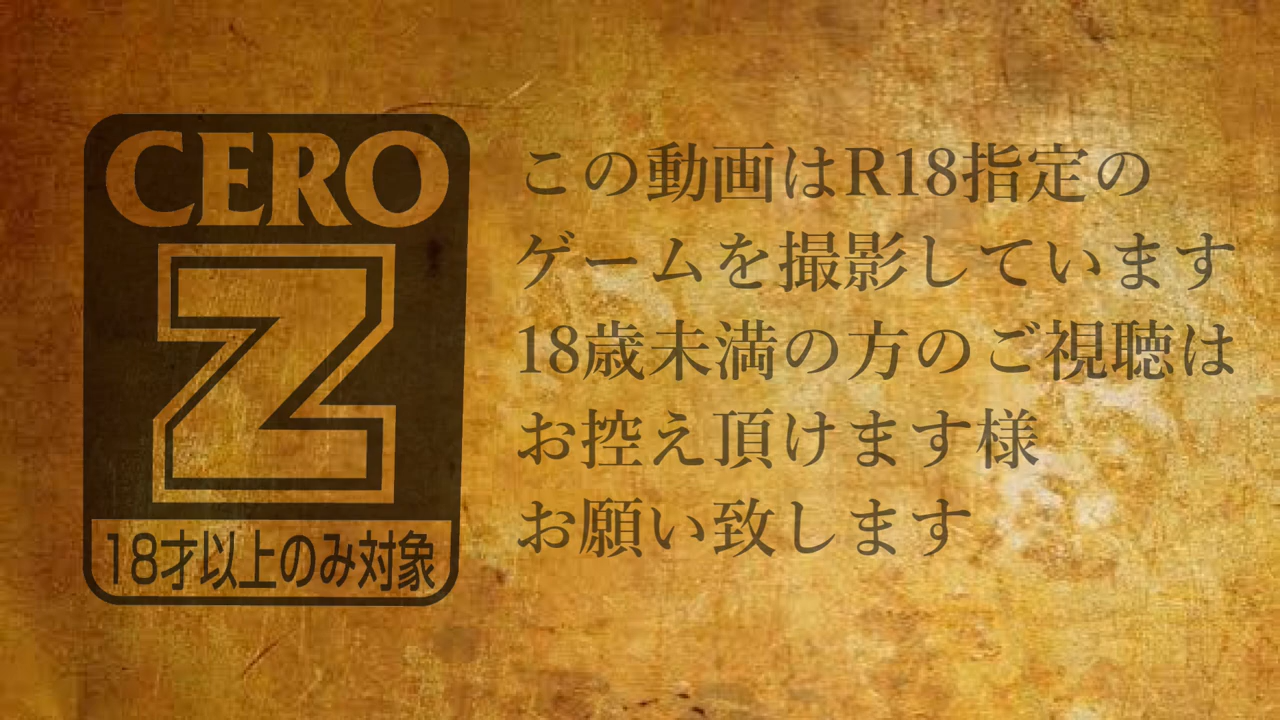 CERO
Z
18才以上のみ対象
この動画はR18指定の
ゲームを撮影しています
18歳未満の方のご視聴は
お控え頂けます様
お願い致します